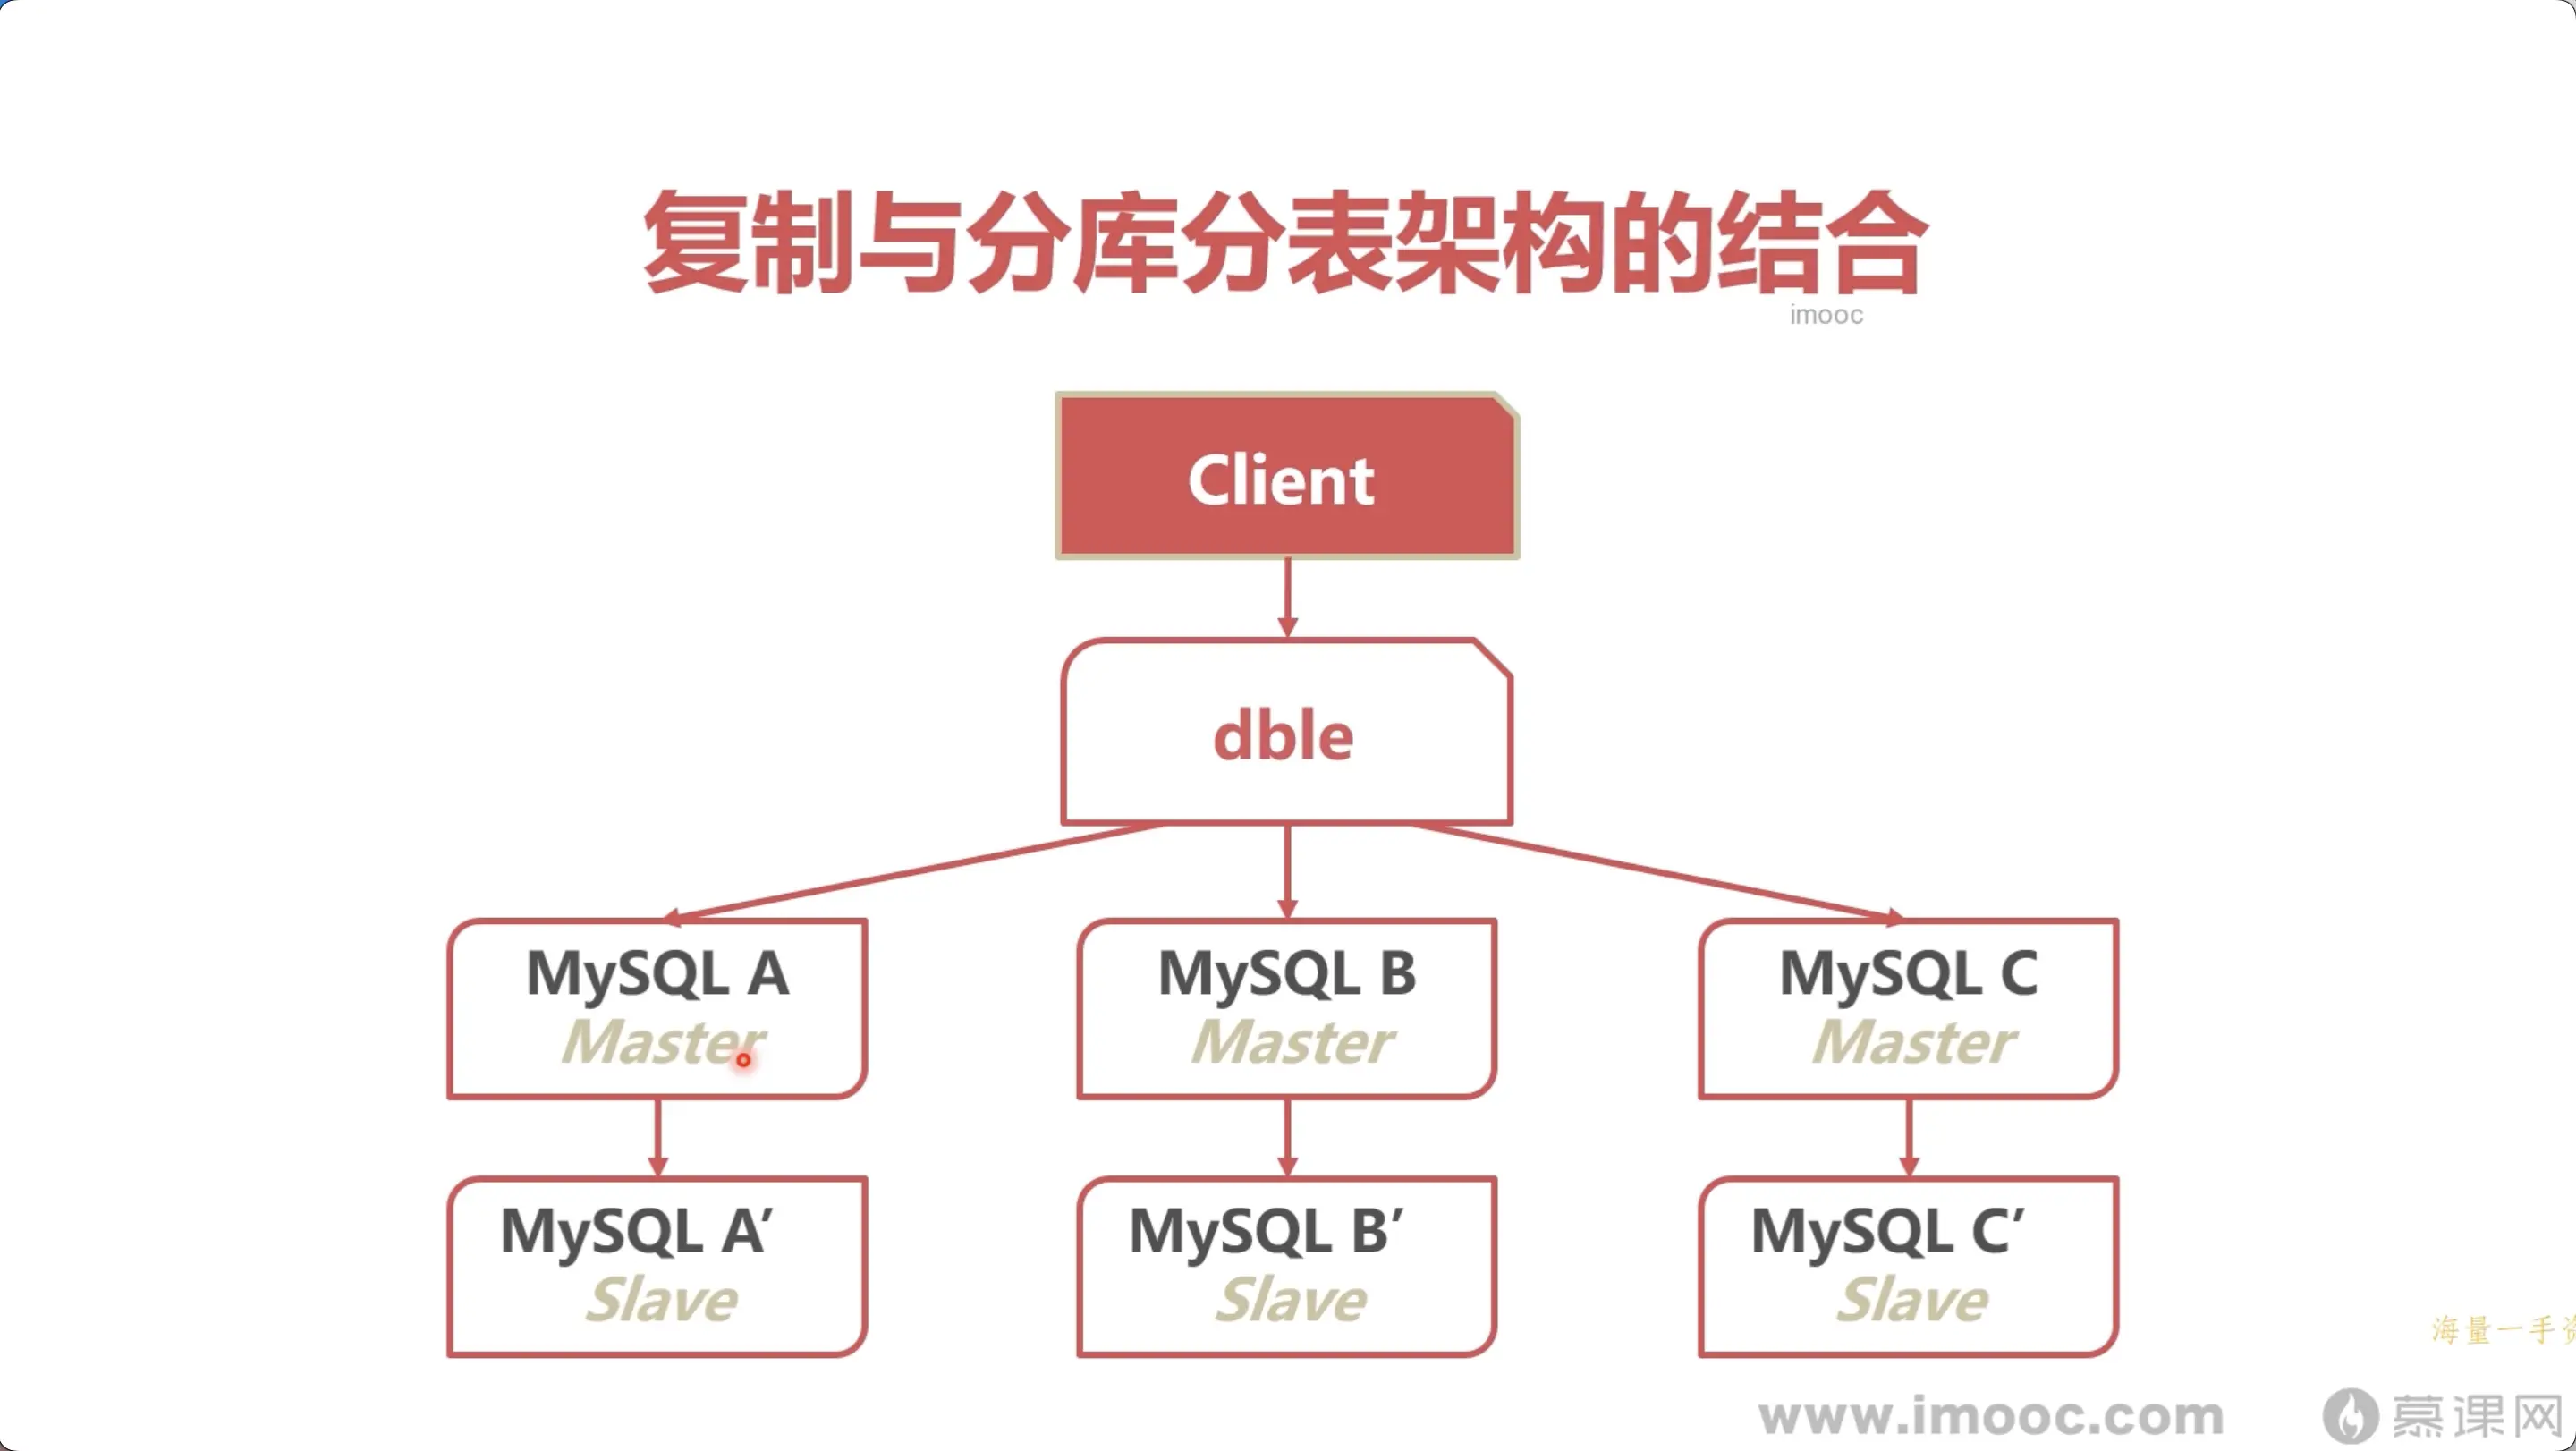 复制与分库分表架构的结合
imooc
Client
dble
MySQL A
Master
MySQL B
Master
MySQL C
Master
MySQL A’
Slave
MySQL B’
Slave
MySQL C’
Slave
海量一手资
www.imooc.com
慕课网